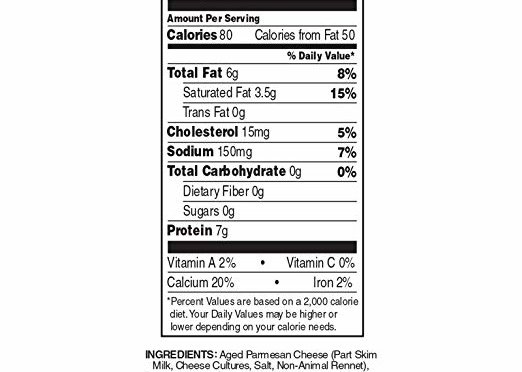 Amount Per Serving
Calories 80 Calories from Fat 50
% Daily Value*
Total Fat 6g 8%
Saturated Fat 3.5g 15%
Trans Fat 0g
Cholesterol 15mg 5%
Sodium 150mg 7%
Total Carbohydrate 0g 0%
Dietary Fiber 0g
Sugars 0g
Protein 7g
Vitamin A 2% • Vitamin C 0%
Calcium 20% • Iron 2%
*Percent Values are based on a 2,000 calorie
diet. Your Daily Values may be higher or
lower depending on your calorie needs.
INGREDIENTS: Aged Parmesan Cheese (Part Skim
Milk, Cheese Cultures, Salt, Non-Animal Rennet),